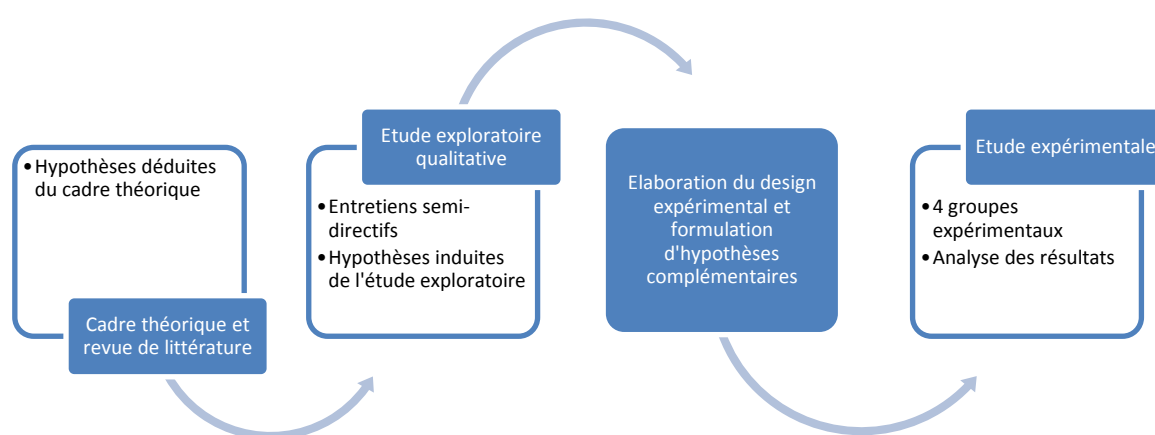 • Hypothèses déduites
du cadre théorique
Cadre théorique et
revue de littérature
Etude exploratoire
qualitative
• Entretiens semi-
directifs
• Hypothèses induites
de l'étude exploratoire
Elaboration du design
expérimental et
formulation
d'hypothèses
complémentaires
Etude expérimentale
• 4 groupes
expérimentaux
• Analyse des résultats